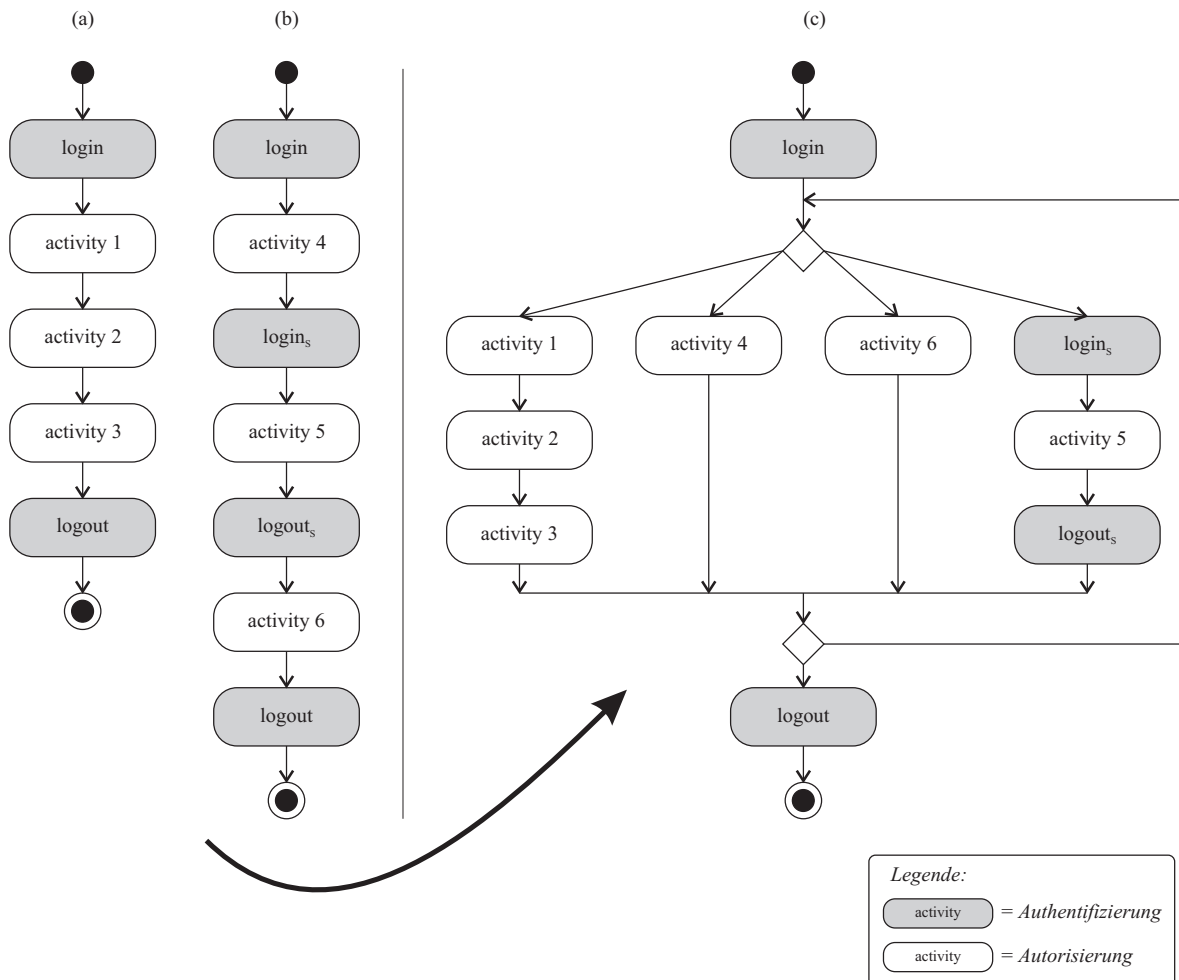 (a)
login
activity 1
activity 2
activity 3
logout
(b)
login
activity 4
login_s
activity 5
logout_s
activity 6
logout
(c)
login
activity 1
activity 4
activity 6
login_s
activity 2
activity 5
activity 3
logout_s
logout
Legende:
activity = Authentifizierung
activity = Autorisierung